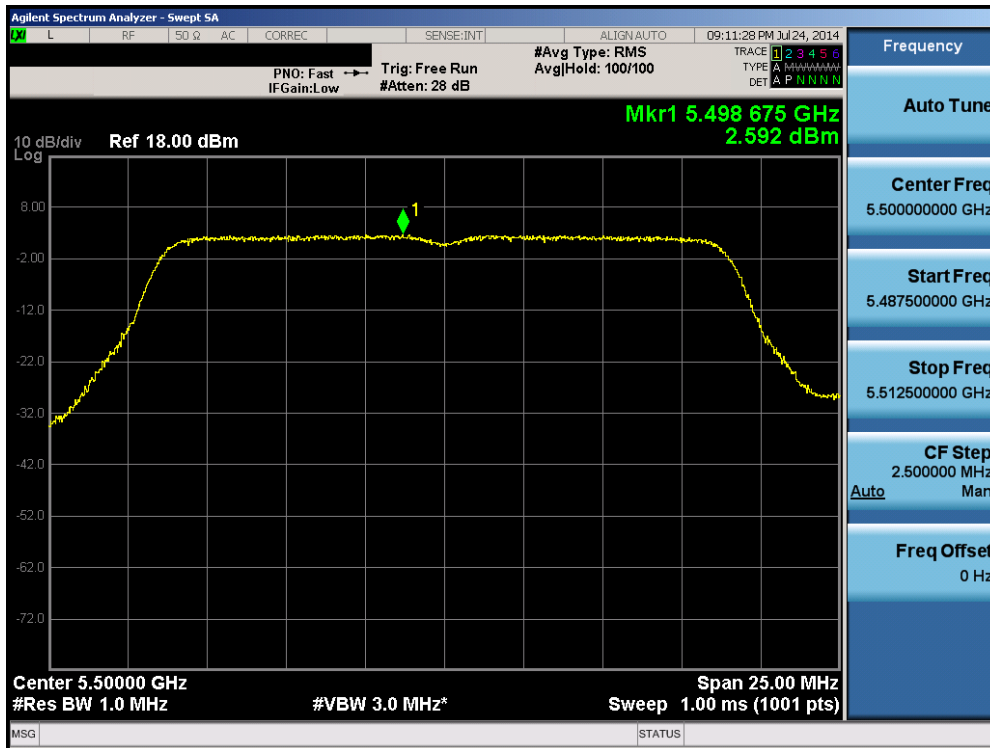 Agilent Spectrum Analyzer - Swept SA
LXI L RF 50 Ω AC CORREC SENSE:INT ALIGN AUTO 09:11:28 PM Jul 24, 2014
PNO: Fast
IFGain:Low
Trig: Free Run
#Atten: 28 dB
#Avg Type: RMS
Avg|Hold: 100/100
TRACE 1 2 3 4 5 6
TYPE A MWWWWW
DET A P N N N N
Mkr1 5.498 675 GHz
2.592 dBm
10 dB/div Ref 18.00 dBm
Log
8.00
-2.00
-12.0
-22.0
-32.0
-42.0
-52.0
-62.0
-72.0
1
Center 5.50000 GHz Span 25.00 MHz
#Res BW 1.0 MHz #VBW 3.0 MHz* Sweep 1.00 ms (1001 pts)
MSG STATUS
Frequency
Auto Tune
Center Freq
5.500000000 GHz
Start Freq
5.487500000 GHz
Stop Freq
5.512500000 GHz
CF Step
2.500000 MHz
Auto Man
Freq Offset
0 Hz